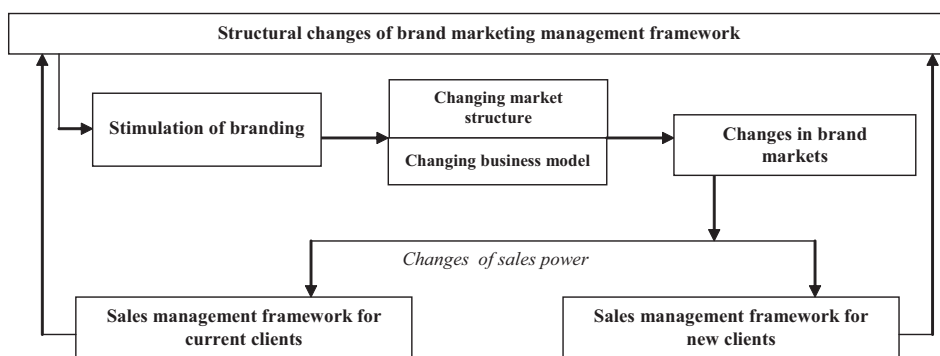 Structural changes of brand marketing management framework
Changing market
structure
Stimulation of branding
Changing business model
Changes in brand
markets
Changes of sales power
Sales management framework for
current clients
Sales management framework for
new clients